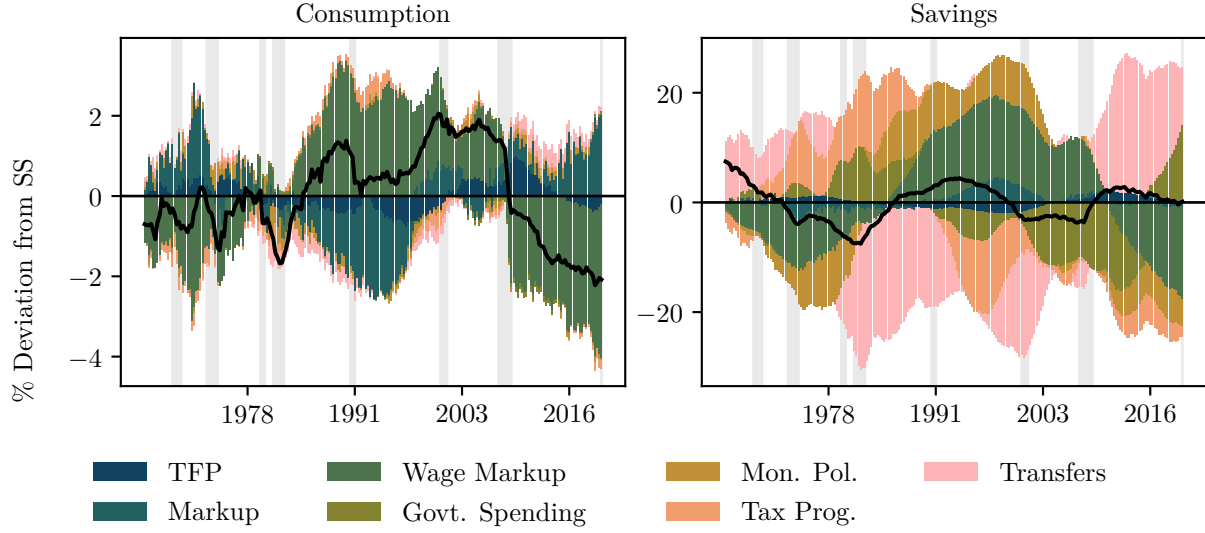 Consumption
Savings
% Deviation from SS
2
0
−2
−4
1978
1991
2003
2016
20
0
−20
1978
1991
2003
2016
TFP
Wage Markup
Mon. Pol.
Transfers
Markup
Govt. Spending
Tax Prog.